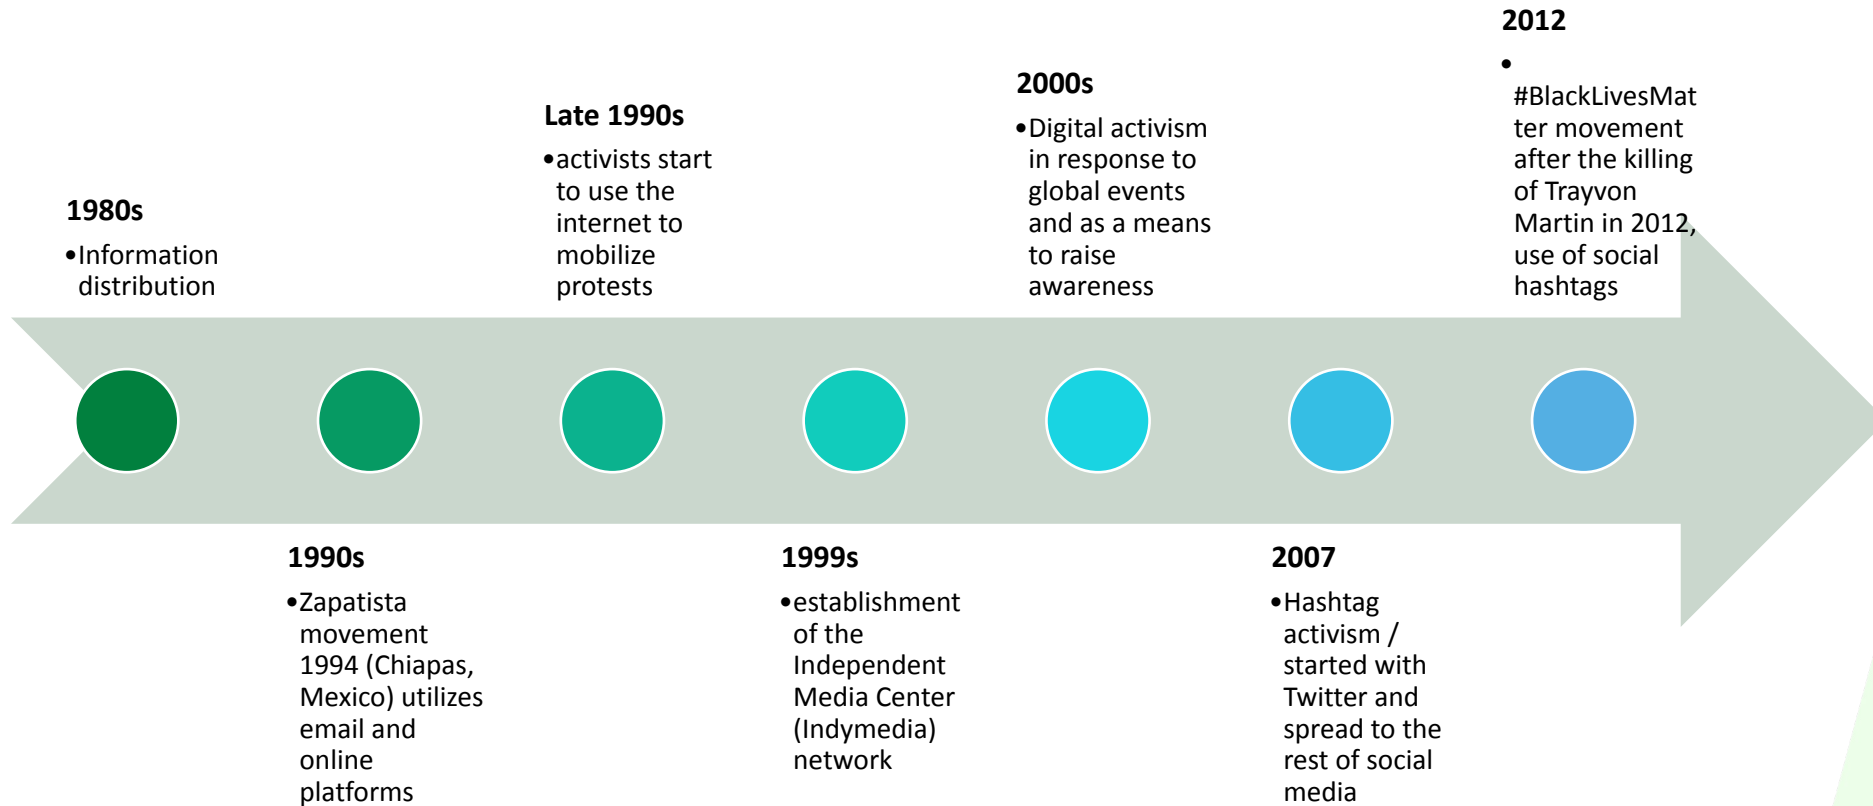 1980s
•Information
distribution
1990s
•Zapatista
movement
1994 (Chiapas,
Mexico) utilizes
email and
online
platforms
Late 1990s
•activists start
to use the
internet to
mobilize
protests
1999s
•establishment
of the
Independent
Media Center
(Indymedia)
network
2000s
•Digital activism
in response to
global events
and as a means
to raise
awareness
2007
•Hashtag
activism /
started with
Twitter and
spread to the
rest of social
media
2012
•
#BlackLivesMat
ter movement
after the killing
of Trayvon
Martin in 2012,
use of social
hashtags